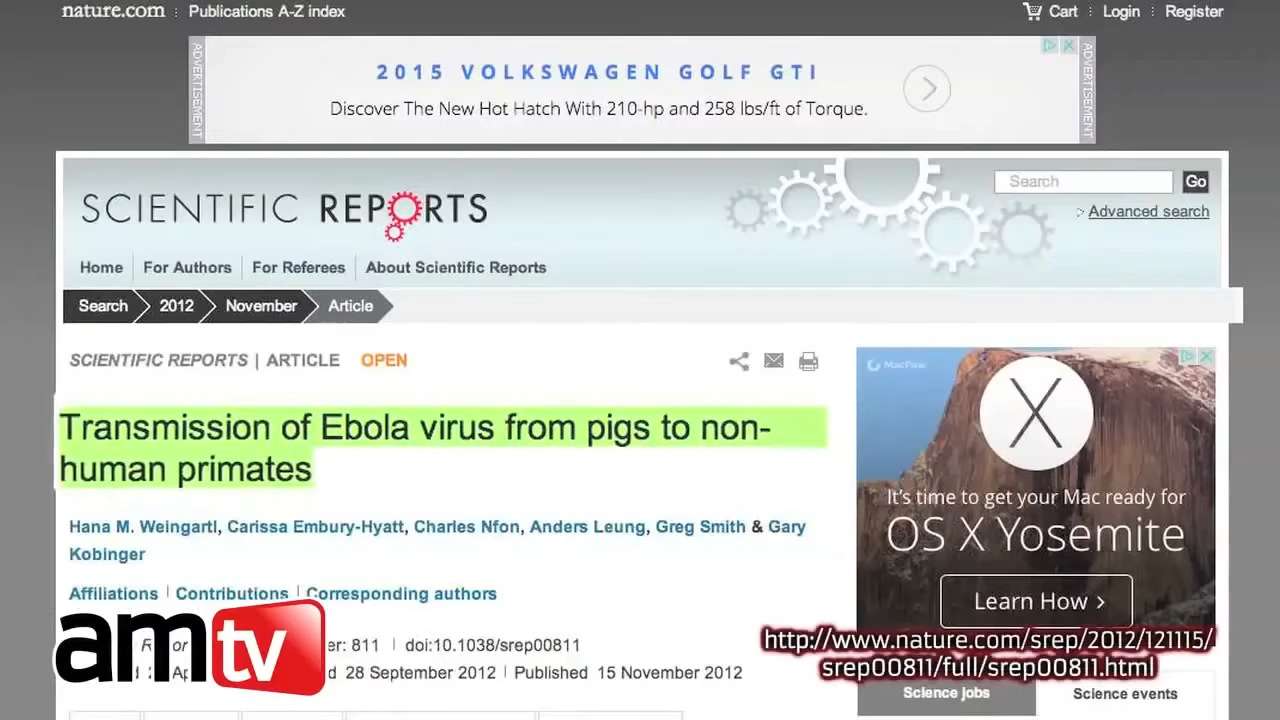 nature.com : Publications A-Z index
Cart : Login : Register
ADVERTISEMENT
2015 VOLKSWAGEN GOLF GTI
Discover The New Hot Hatch With 210-hp and 258 lbs/ft of Torque.
ADVERTISEMENT
SCIENTIFIC REPORTS
Search Go
Advanced search
Home For Authors For Referees About Scientific Reports
Search 2012 November Article
SCIENTIFIC REPORTS | ARTICLE OPEN
Transmission of Ebola virus from pigs to non-
human primates
Hana M. Weingartl, Carissa Embury-Hyatt, Charles Nfon, Anders Leung, Greg Smith & Gary
Kobinger
Affiliations | Contributions | Corresponding authors
er: 811 | doi:10.1038/srep00811
d 28 September 2012 | Published 15 November 2012
amtv
MacPaw
X
It's time to get your Mac ready for
OS X Yosemite
Learn How >
http://www.nature.com/srep/2012/121115/
srep00811/full/srep00811.html
Science jobs Science events